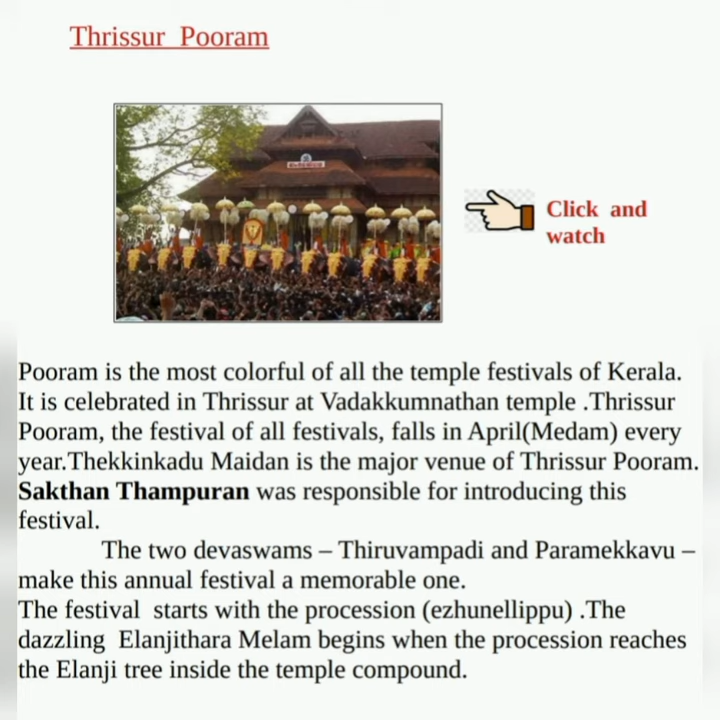 Thrissur Pooram
Click and
watch
Pooram is the most colorful of all the temple festivals of Kerala.
It is celebrated in Thrissur at Vadakkumnathan temple .Thrissur
Pooram, the festival of all festivals, falls in April(Medam) every
year.Thekkinkadu Maidan is the major venue of Thrissur Pooram.
Sakthan Thampuran was responsible for introducing this
festival.
The two devaswams – Thiruvampadi and Paramekkavu –
make this annual festival a memorable one.
The festival starts with the procession (ezhunellippu) .The
dazzling Elanjithara Melam begins when the procession reaches
the Elanji tree inside the temple compound.